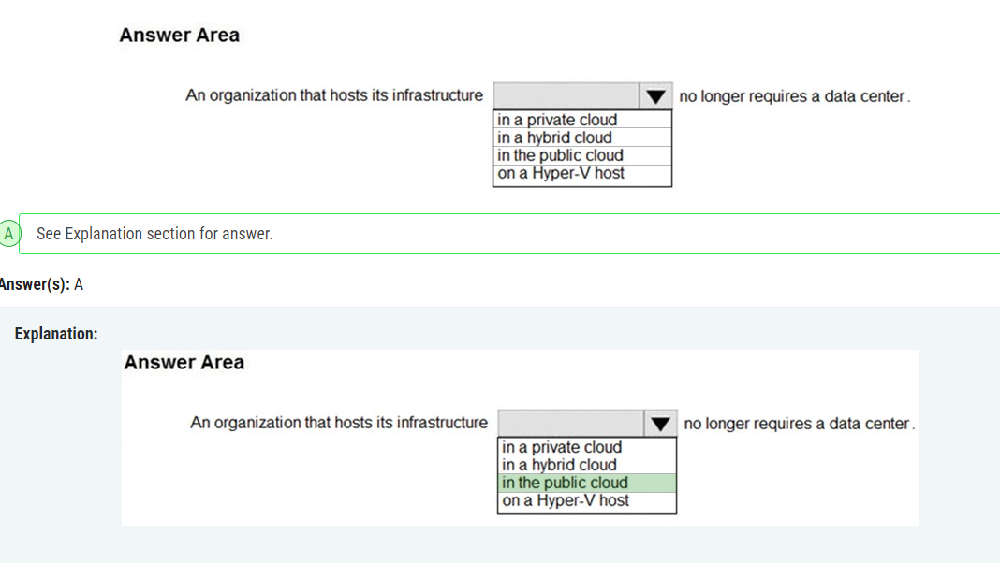 Answer Area
An organization that hosts its infrastructure no longer requires a data center.
in a private cloud
in a hybrid cloud
in the public cloud
on a Hyper-V host
A See Explanation section for answer.
Answer(s): A
Explanation:
Answer Area
An organization that hosts its infrastructure no longer requires a data center.
in a private cloud
in a hybrid cloud
in the public cloud
on a Hyper-V host